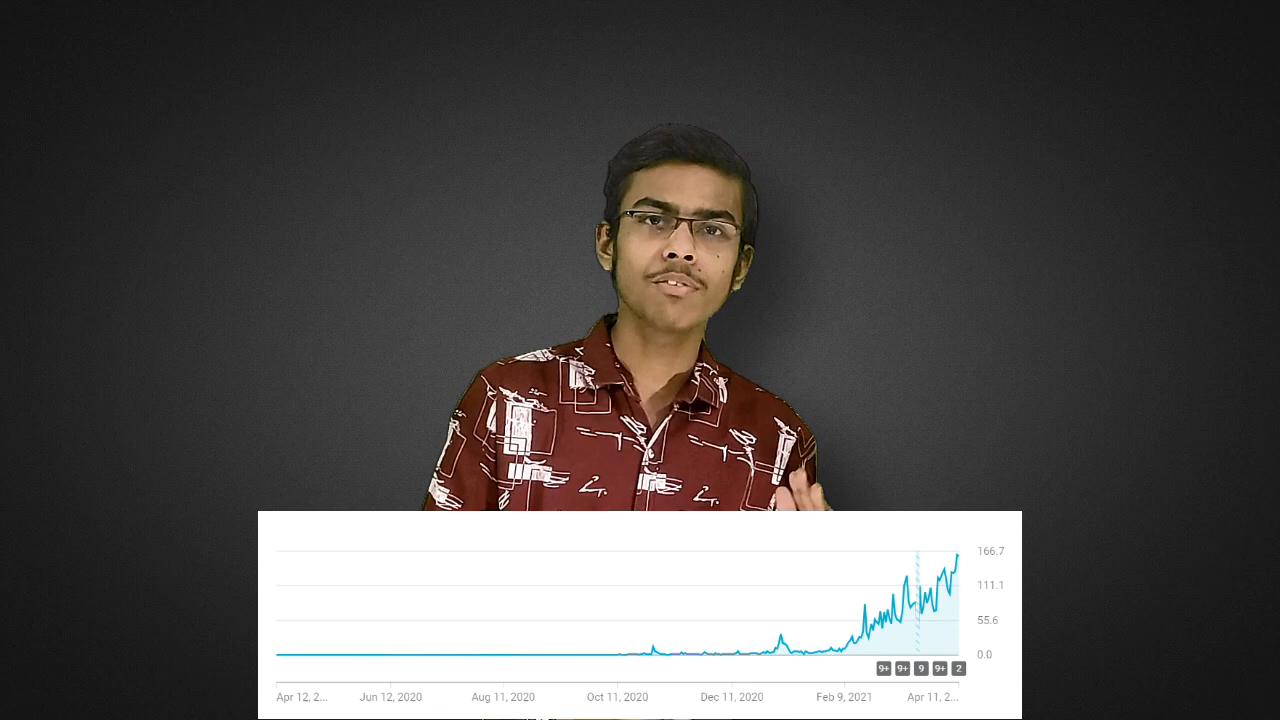 166.7
111.1
55.6
0.0
9+ 9+ 9 9+ 2
Apr 12, 2... Jun 12, 2020 Aug 11, 2020 Oct 11, 2020 Dec 11, 2020 Feb 9, 2021 Apr 11, 2...